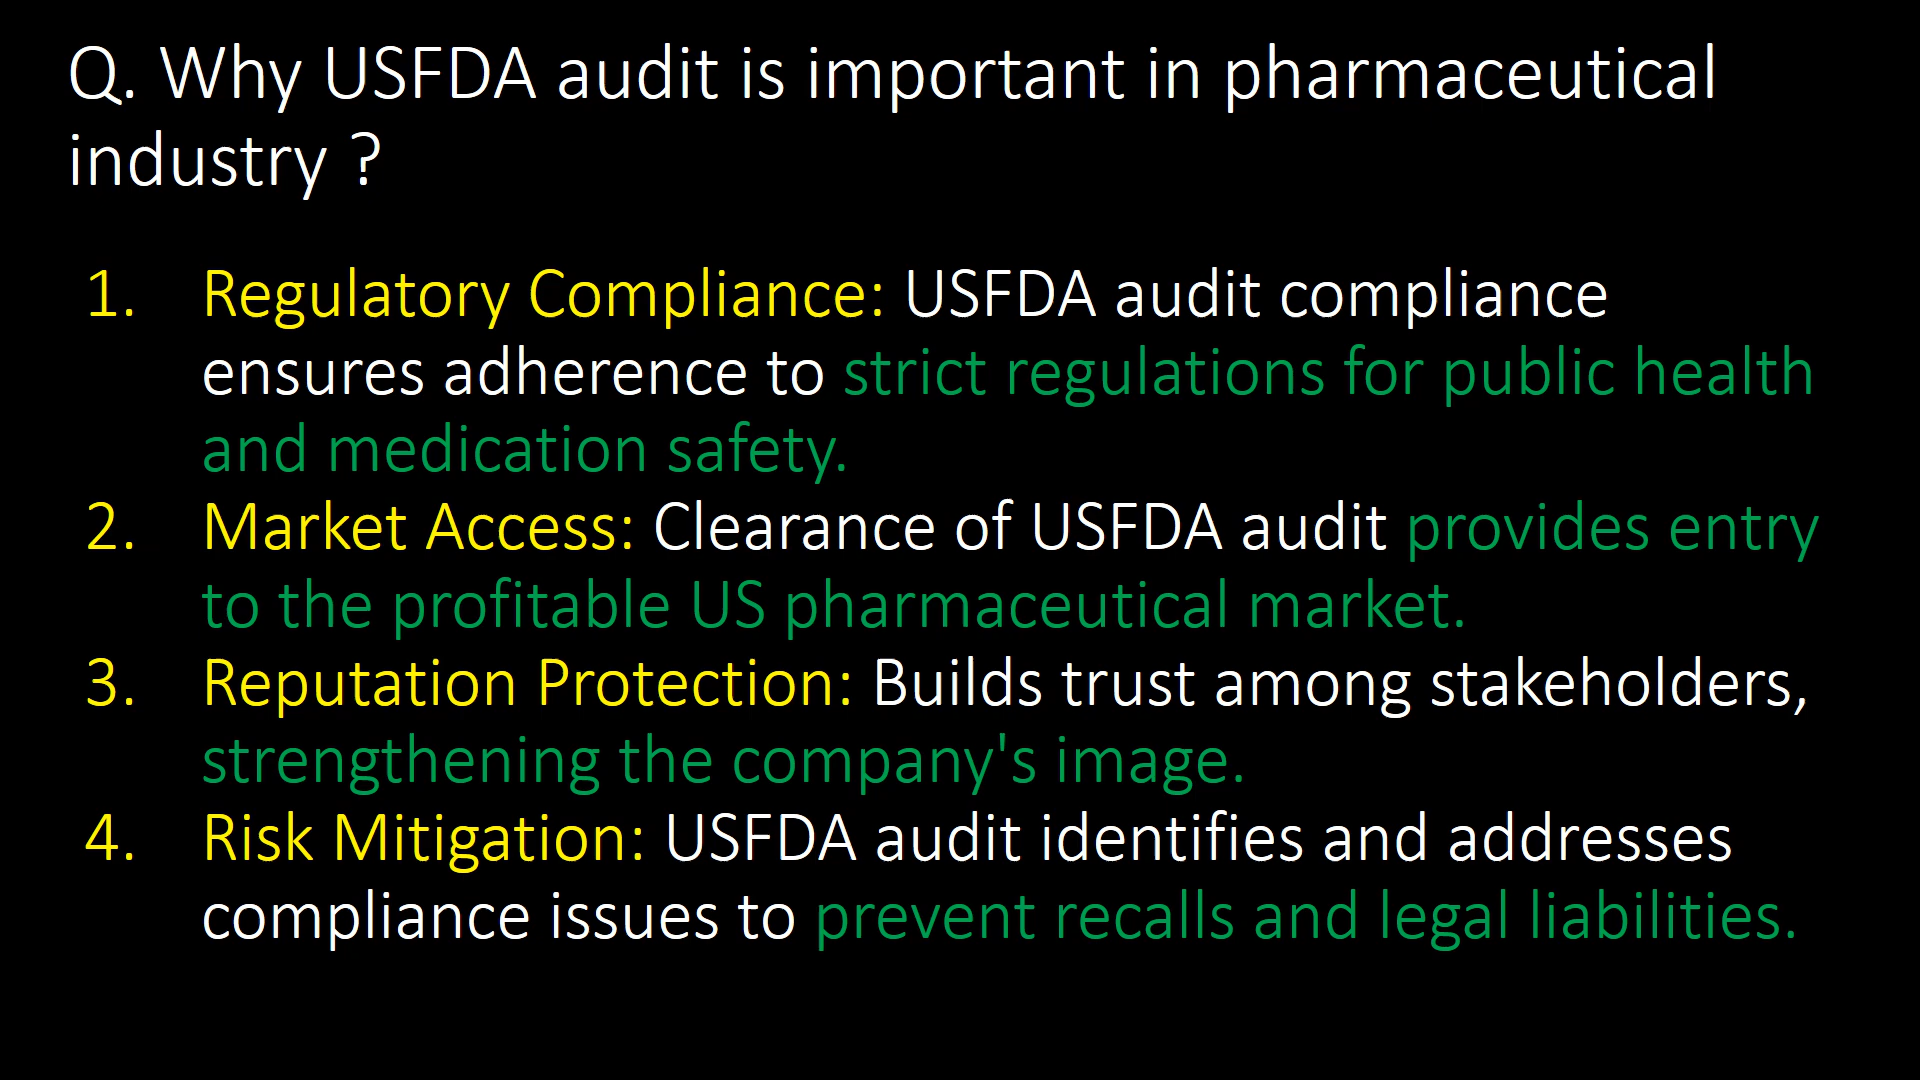 Q. Why USFDA audit is important in pharmaceutical
industry ?
1. Regulatory Compliance: USFDA audit compliance
ensures adherence to strict regulations for public health
and medication safety.
2. Market Access: Clearance of USFDA audit provides entry
to the profitable US pharmaceutical market.
3. Reputation Protection: Builds trust among stakeholders,
strengthening the company's image.
4. Risk Mitigation: USFDA audit identifies and addresses
compliance issues to prevent recalls and legal liabilities.